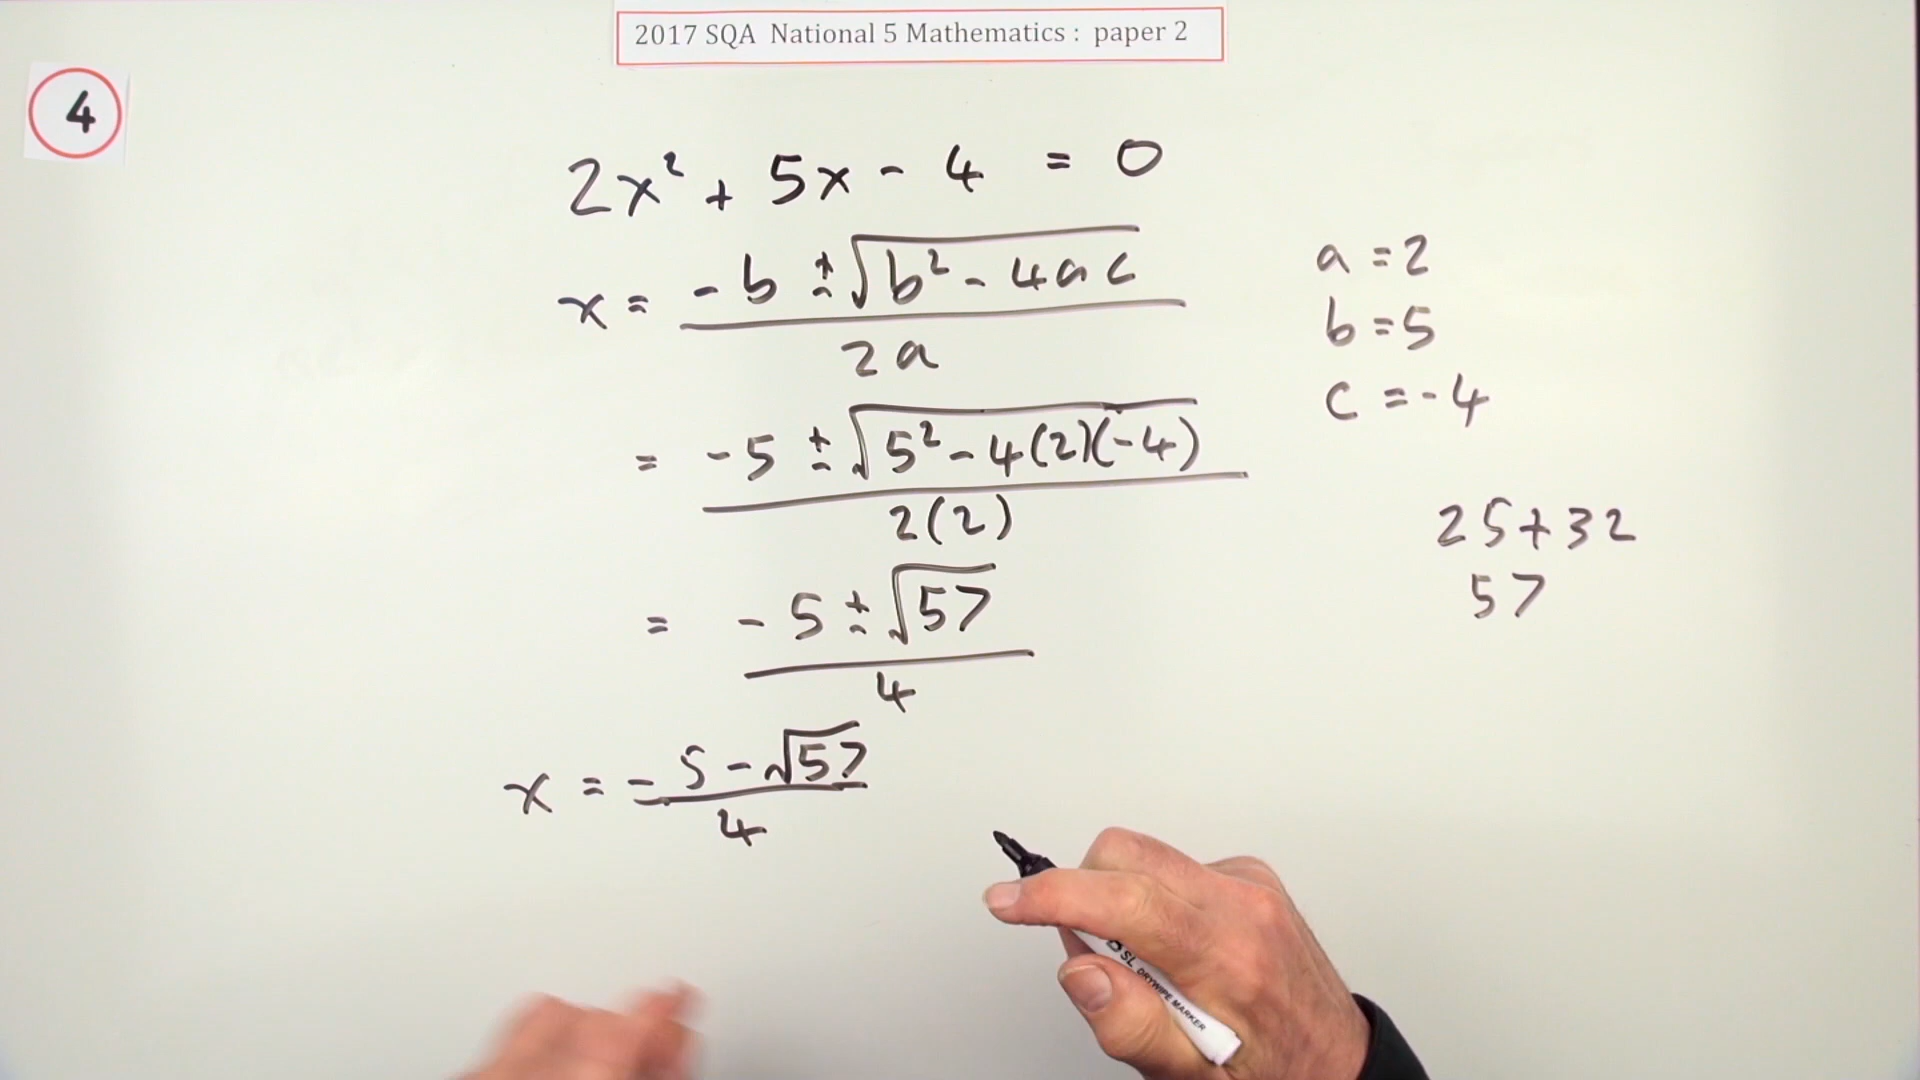 2017 SQA National 5 Mathematics : paper 2
4
2x² + 5x - 4 = 0
x = (-b ± √(b² - 4ac)) / 2a
a = 2
b = 5
c = -4
= (-5 ± √(5² - 4(2)(-4))) / 2(2)
25 + 32
57
= (-5 ± √57) / 4
x = (-5 - √57) / 4
SL DRYWIPE MARKER